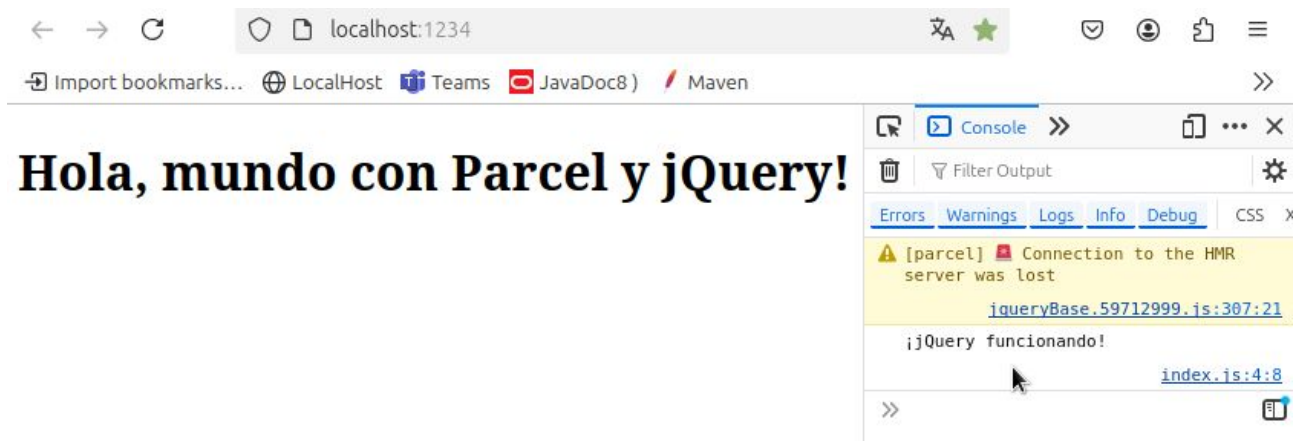 localhost:1234
Import bookmarks... LocalHost Teams JavaDoc8 ) Maven
Console
Hola, mundo con Parcel y jQuery!
Filter Output
Errors Warnings Logs Info Debug CSS X
[parcel] 🚨 Connection to the HMR
server was lost
jqueryBase.59712999.js:307:21
¡jQuery funcionando!
index.js:4:8